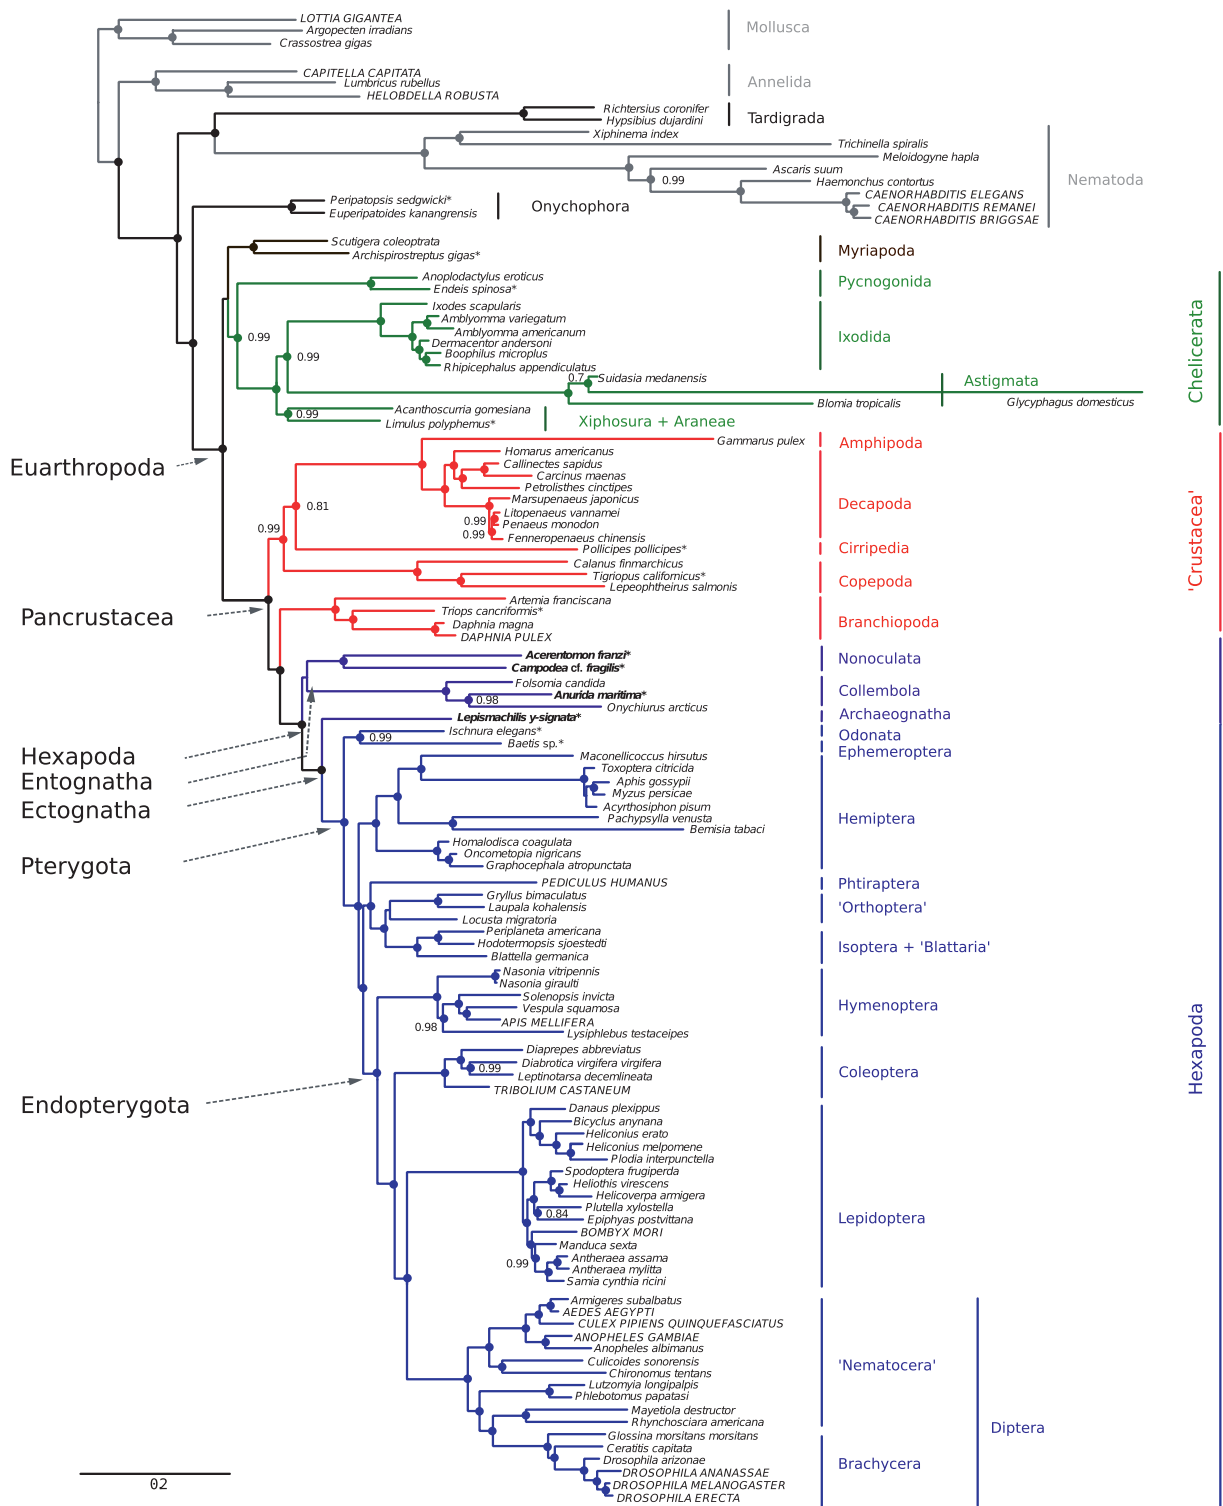 LOTTIA GIGANTEA
Argopecten irradians
Crassostrea gigas
Mollusca
CAPITELLA CAPITATA
Lumbricus rubellus
HELOBDELLA ROBUSTA
Annelida
Richtersius coronifer
Hypsibius dujardini
Tardigrada
Xiphinema index
Trichinella spiralis
Meloidogyne hapla
Ascaris suum
0.99
Haemonchus contortus
CAENORHABDITIS ELEGANS
CAENORHABDITIS REMANEI
CAENORHABDITIS BRIGGSAE
Nematoda
Peripatopsis sedgwicki*
Euperipatoides kanangrensis
Onychophora
Scutigera coleoptrata
Archispirostreptus gigas*
Myriapoda
Anoplodactylus eroticus
Endeis spinosa*
Pycnogonida
0.99
Ixodes scapularis
Amblyomma variegatum
Amblyomma americanum
Dermacentor andersoni
Boophilus microplus
Rhipicephalus appendiculatus
Ixodida
0.99
0.7
Suidasia medanensis
Astigmata
Glycyphagus domesticus
Blomia tropicalis
0.99
Acanthoscurria gomesiana
Limulus polyphemus*
Xiphosura + Araneae
Chelicerata
Euarthropoda
Gammarus pulex
Amphipoda
Homarus americanus
Callinectes sapidus
Carcinus maenas
Petrolisthes cinctipes
Marsupenaeus japonicus
Litopenaeus vannamei
Penaeus monodon
Fenneropenaeus chinensis
Decapoda
0.81
0.99
0.99
0.99
Pollicipes pollicipes*
Cirripedia
Calanus finmarchicus
Tigriopus californicus*
Lepeophtheirus salmonis
Copepoda
Artemia franciscana
Triops cancriformis*
Daphnia magna
DAPHNIA PULEX
Branchiopoda
'Crustacea'
Pancrustacea
Acerentomon franzi*
Campodea cf. fragilis*
Nonoculata
Folsomia candida
Anurida maritima*
0.98
Onychiurus arcticus
Collembola
Lepismachilis y-signata*
Archaeognatha
Ischnura elegans*
0.99
Baetis sp.*
Odonata
Ephemeroptera
Hexapoda
Entognatha
Ectognatha
Pterygota
Maconellicoccus hirsutus
Toxoptera citricida
Aphis gossypii
Myzus persicae
Acyrthosiphon pisum
Pachypsylla venusta
Bemisia tabaci
Homalodisca coagulata
Oncometopia nigricans
Graphocephala atropunctata
Hemiptera
PEDICULUS HUMANUS
Phtiraptera
Gryllus bimaculatus
Laupala kohalensis
Locusta migratoria
'Orthoptera'
Periplaneta americana
Hodotermopsis sjoestedti
Blattella germanica
Isoptera + 'Blattaria'
Nasonia vitripennis
Nasonia giraulti
Solenopsis invicta
Vespula squamosa
APIS MELLIFERA
0.98
Lysiphlebus testaceipes
Hymenoptera
Hexapoda
Diaprepes abbreviatus
Diabrotica virgifera virgifera
0.99
Leptinotarsa decemlineata
TRIBOLIUM CASTANEUM
Coleoptera
Endopterygota
Danaus plexippus
Bicyclus anynana
Heliconius erato
Heliconius melpomene
Plodia interpunctella
Spodoptera frugiperda
Heliothis virescens
Helicoverpa armigera
Plutella xylostella
0.84
Epiphyas postvittana
BOMBYX MORI
Manduca sexta
0.99
Antheraea assama
Antheraea mylitta
Samia cynthia ricini
Lepidoptera
Armigeres subalbatus
AEDES AEGYPTI
CULEX PIPIENS QUINQUEFASCIATUS
ANOPHELES GAMBIAE
Anopheles albimanus
Culicoides sonorensis
Chironomus tentans
Lutzomyia longipalpis
Phlebotomus papatasi
Mayetiola destructor
Rhynchosciara americana
'Nematocera'
Diptera
Glossina morsitans morsitans
Ceratitis capitata
Drosophila arizonae
DROSOPHILA ANANASSAE
DROSOPHILA MELANOGASTER
DROSOPHILA ERECTA
Brachycera
02